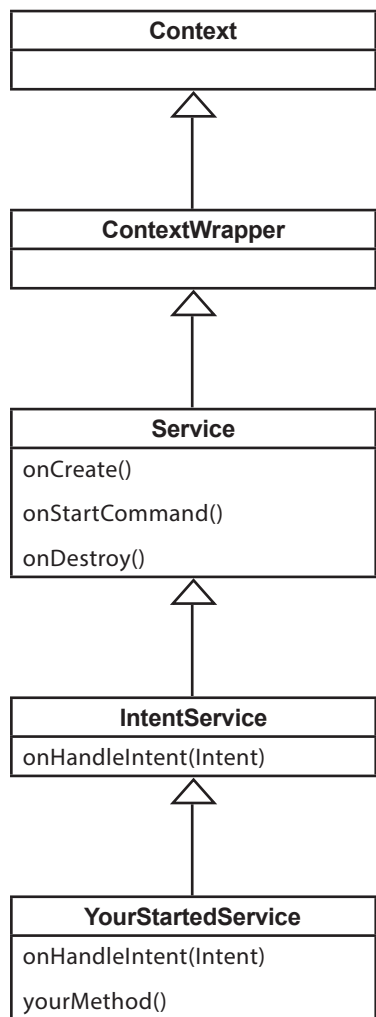 Context
ContextWrapper
Service
onCreate()
onStartCommand()
onDestroy()
IntentService
onHandleIntent(Intent)
YourStartedService
onHandleIntent(Intent)
yourMethod()